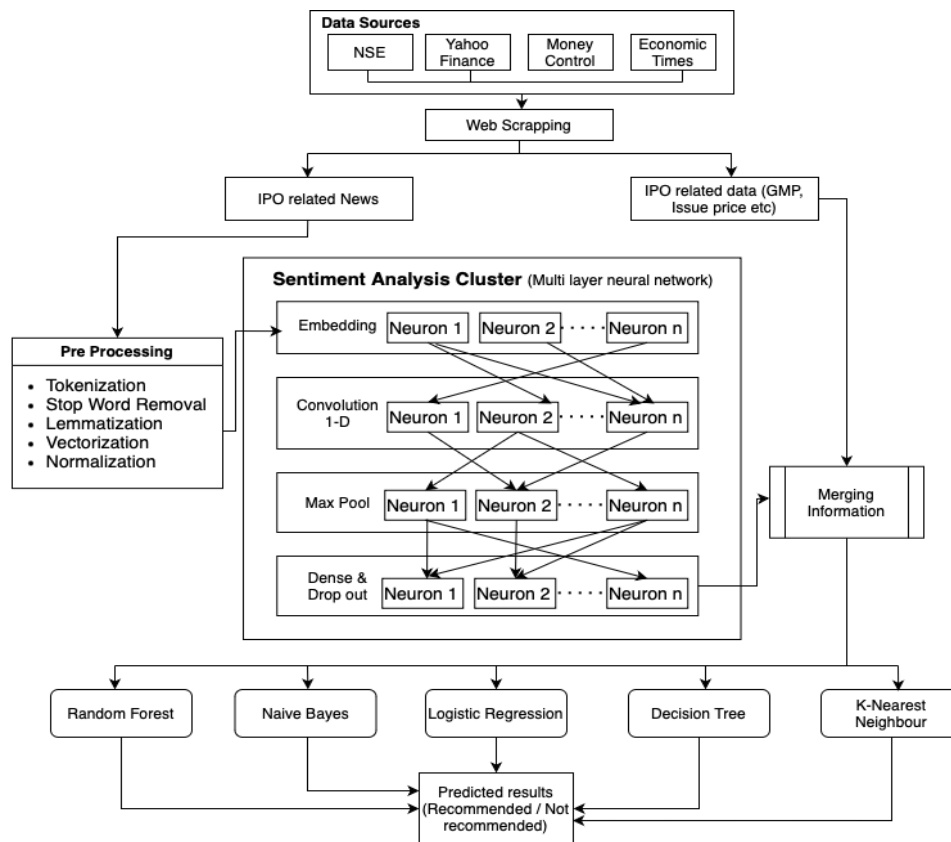 Data Sources
NSE
Yahoo
Finance
Money
Control
Economic
Times
Web Scrapping
IPO related News
IPO related data (GMP,
Issue price etc)
Sentiment Analysis Cluster (Multi layer neural network)
Embedding
Neuron 1
Neuron 2
Neuron n
Pre Processing
• Tokenization
• Stop Word Removal
• Lemmatization
• Vectorization
• Normalization
Convolution
1-D
Neuron 1
Neuron 2
Neuron n
Max Pool
Neuron 1
Neuron 2
Neuron n
Merging
Information
Dense &
Drop out
Neuron 1
Neuron 2
Neuron n
Random Forest
Naive Bayes
Logistic Regression
Decision Tree
K-Nearest
Neighbour
Predicted results
(Recommended / Not
recommended)